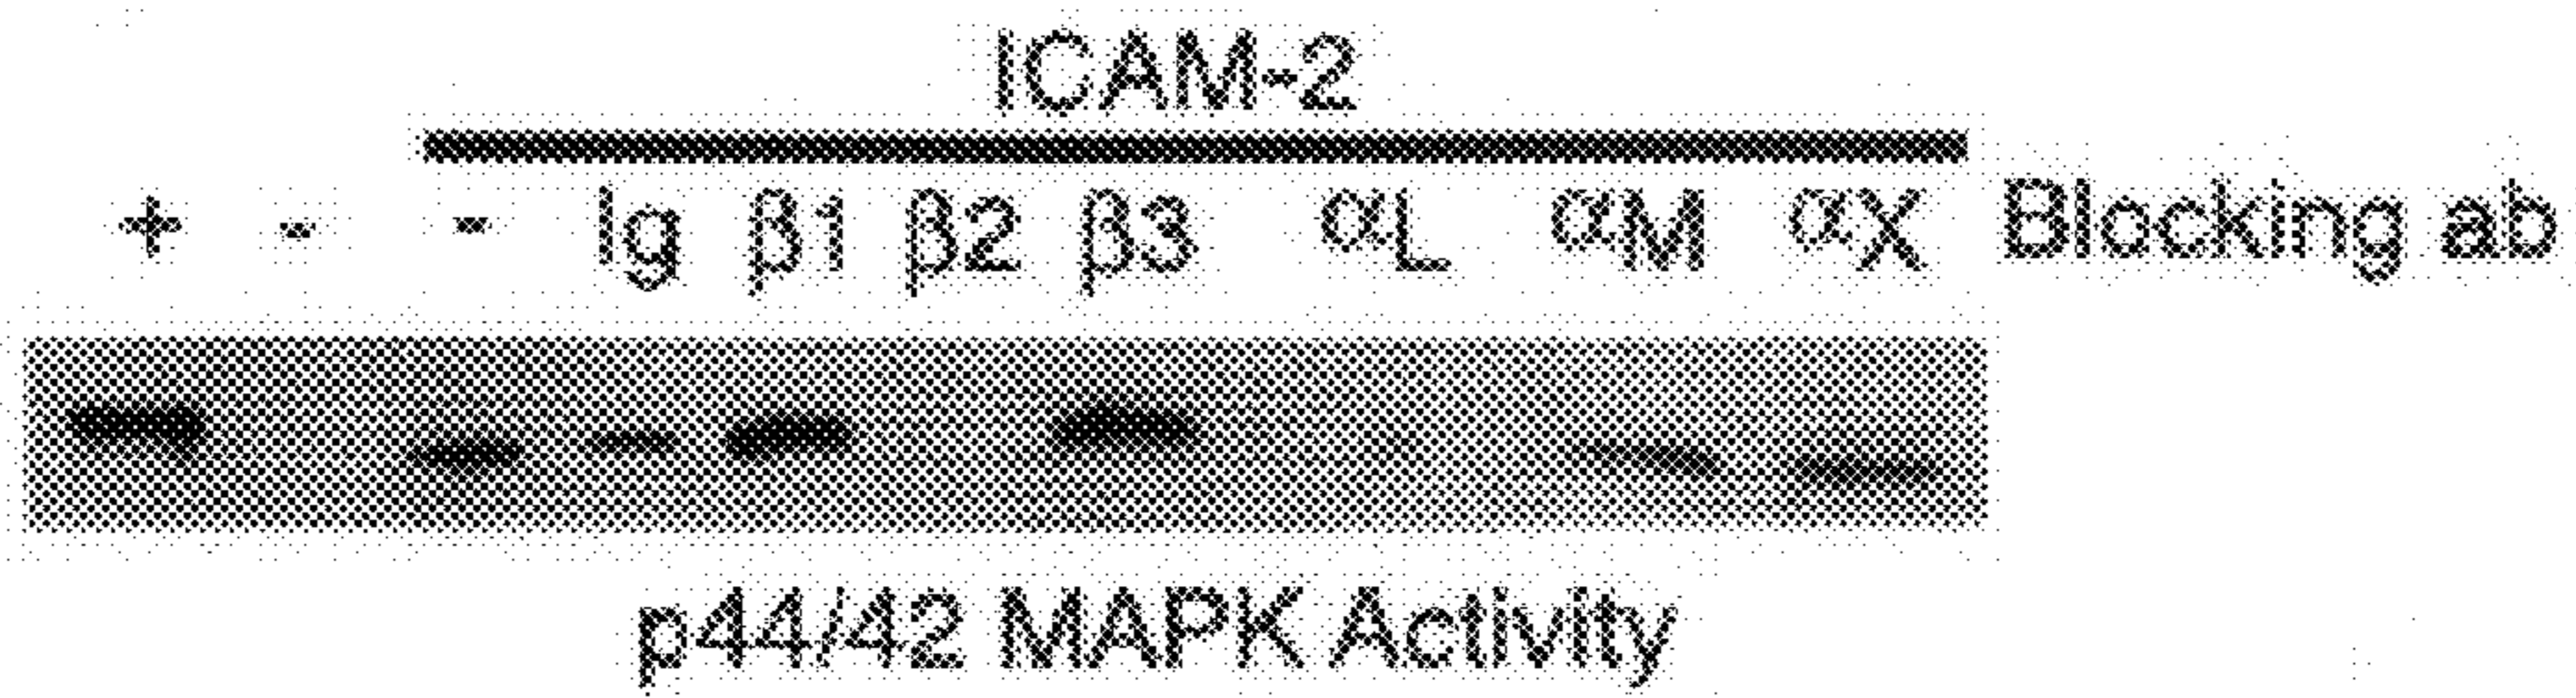 ICAM-2
+ - - Ig β1 β2 β3 αL αM αX Blocking ab
p44/42 MAPK Activity